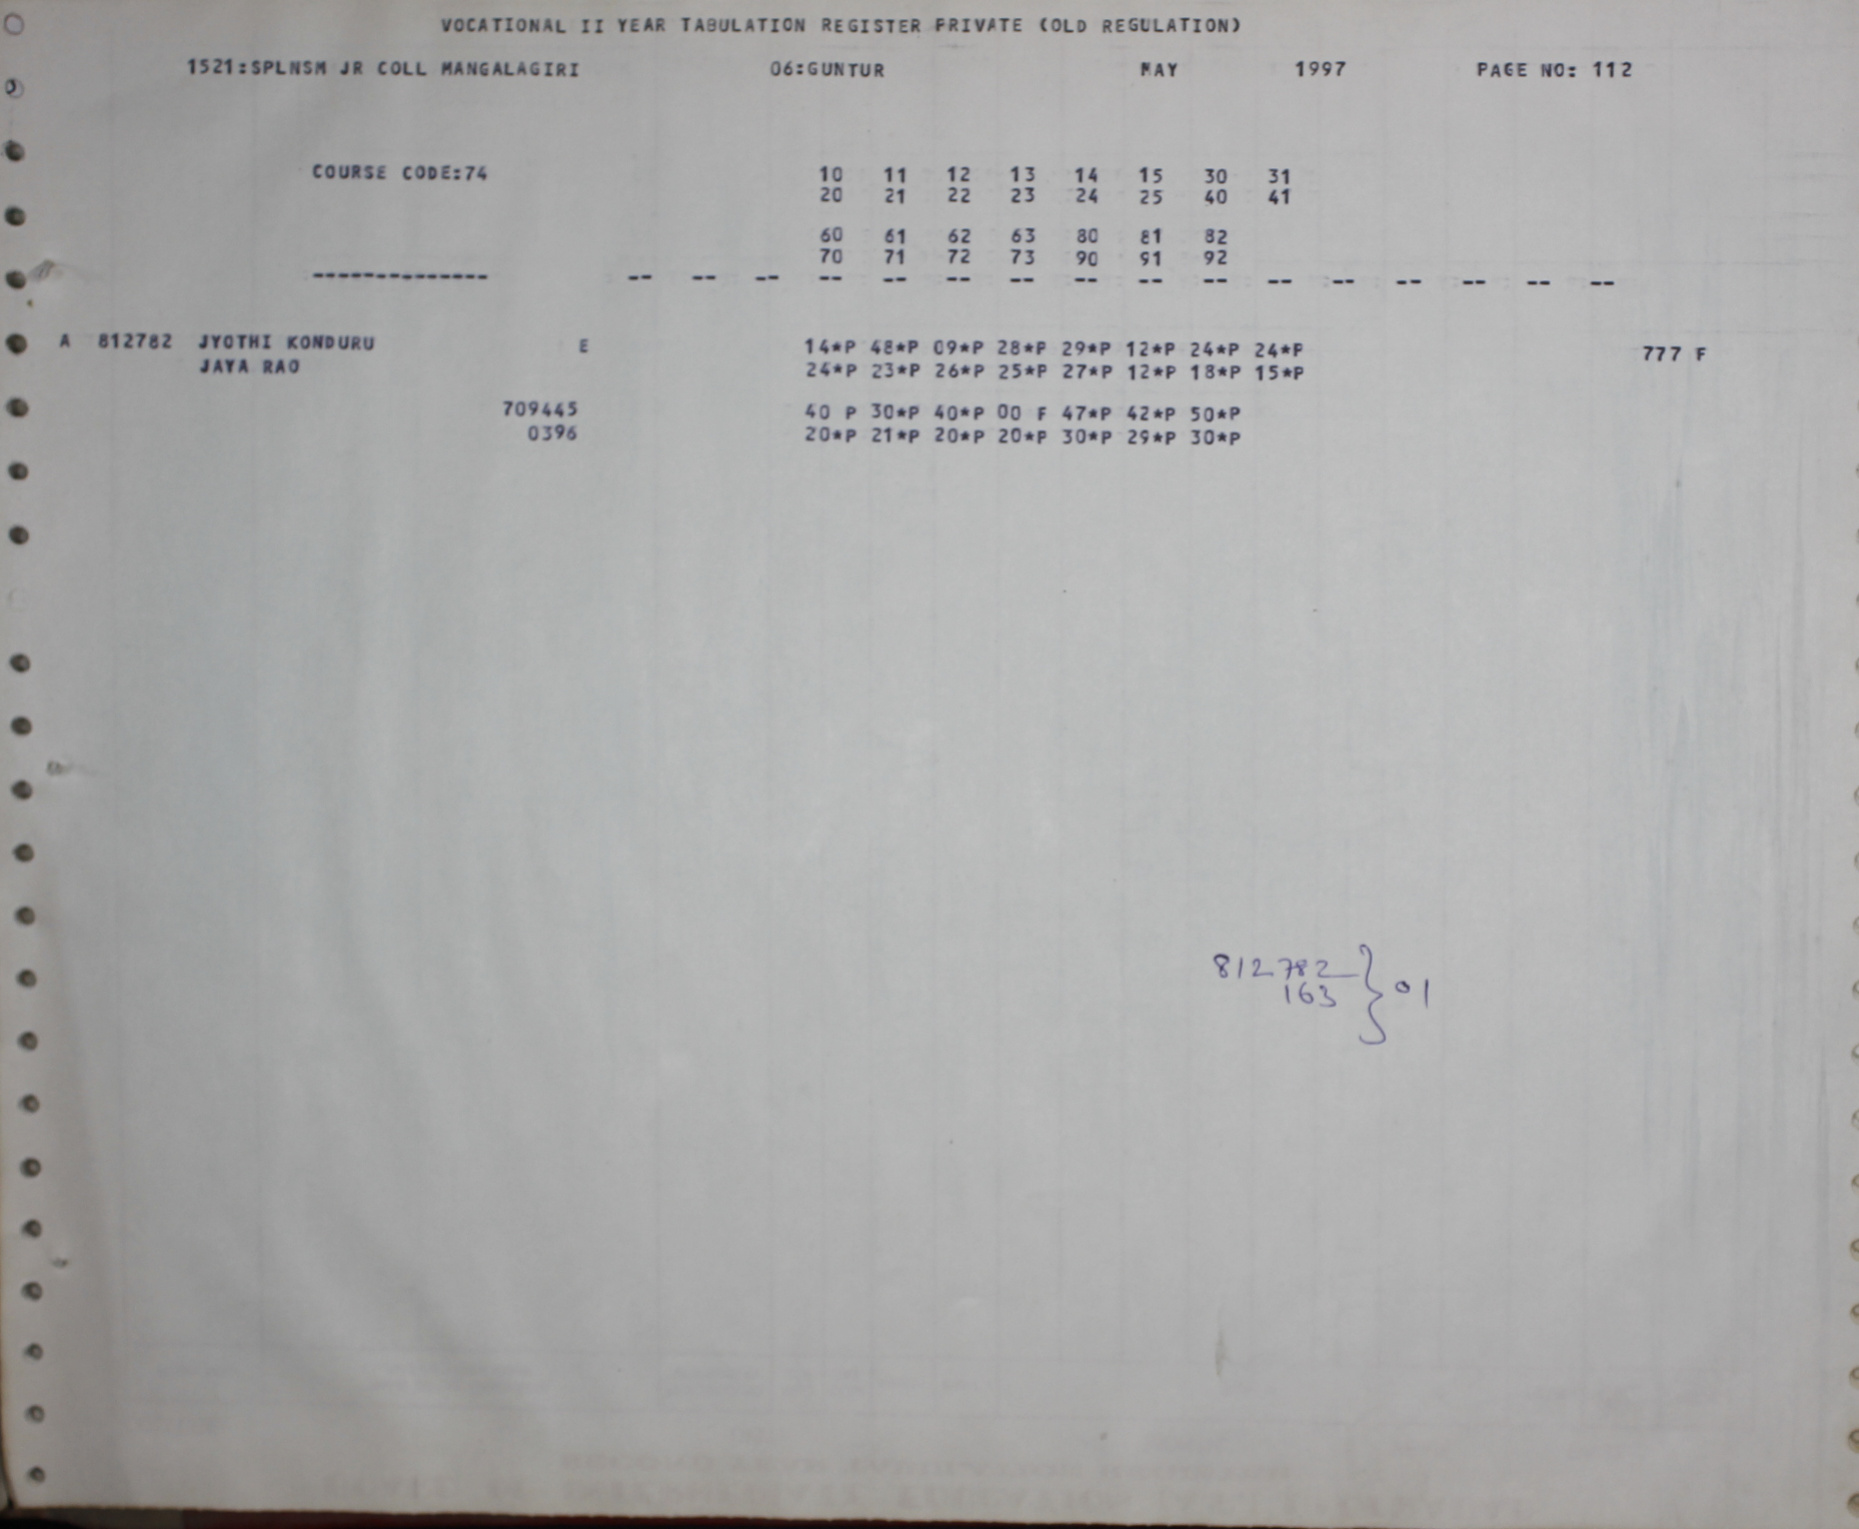 VOCATIONAL II YEAR TABULATION REGISTER PRIVATE (OLD REGULATION)
1521:SPLNSM JR COLL MANGALAGIRI 06:GUNTUR MAY 1997 PAGE NO: 112
COURSE CODE:74 10 11 12 13 14 15 30 31
20 21 22 23 24 25 40 41
60 61 62 63 80 81 82
70 71 72 73 90 91 92
-------------- -- -- -- -- -- -- -- -- -- -- -- -- -- -- -- --
A 812782 JYOTHI KONDURU E 14*P 48*P 09*P 28*P 29*P 12*P 24*P 24*P 777 F
JAYA RAO 24*P 23*P 26*P 25*P 27*P 12*P 18*P 15*P
709445 40 P 30*P 40*P 00 F 47*P 42*P 50*P
0396 20*P 21*P 20*P 20*P 30*P 29*P 30*P
812782
163 } 01